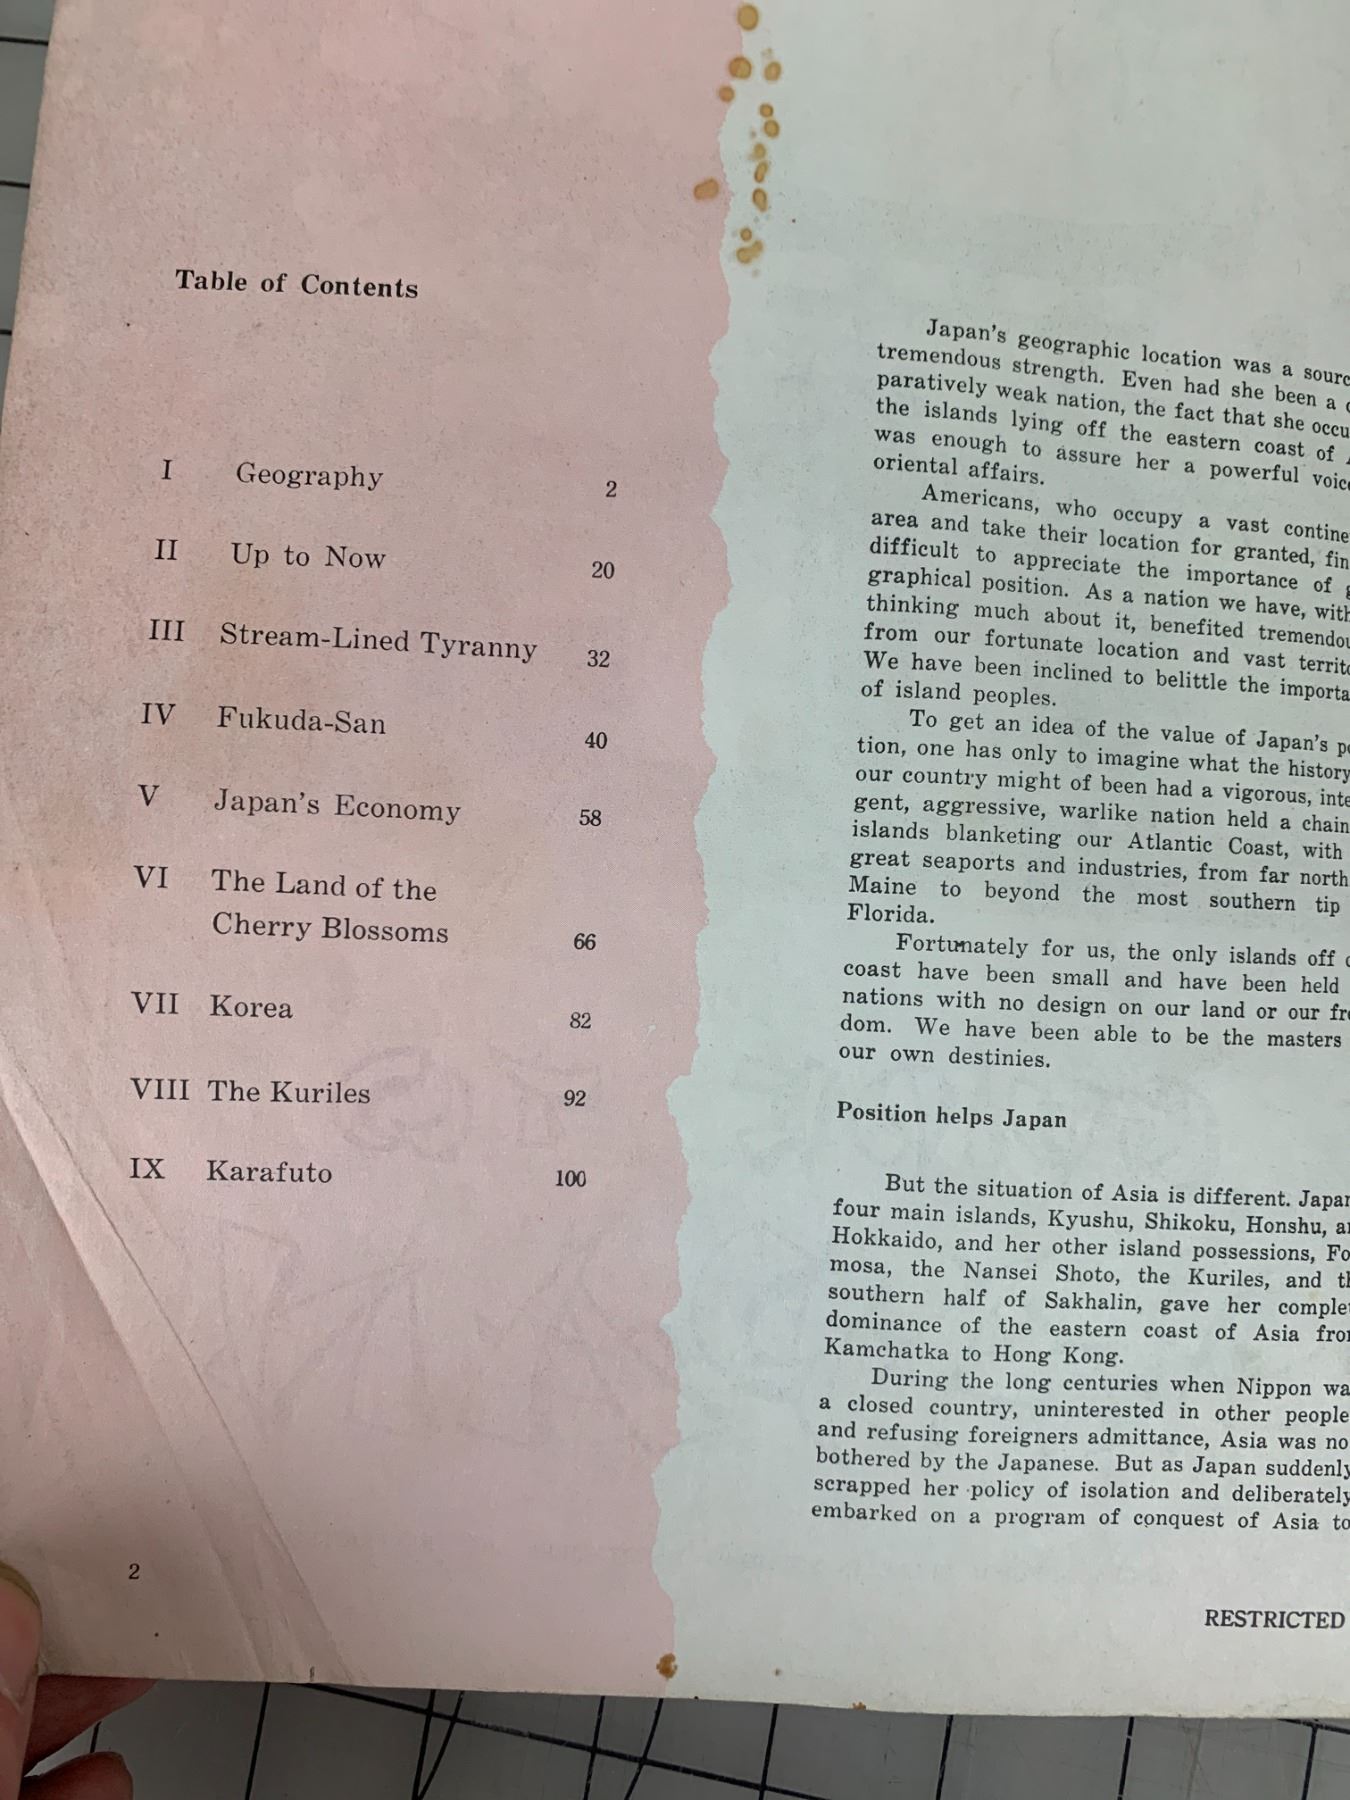 Table of Contents
I Geography 2
II Up to Now 20
III Stream-Lined Tyranny 32
IV Fukuda-San 40
V Japan's Economy 58
VI The Land of the
Cherry Blossoms 66
VII Korea 82
VIII The Kuriles 92
IX Karafuto 100
2
Japan's geographic location was a sourc
tremendous strength. Even had she been a
paratively weak nation, the fact that she occu
the islands lying off the eastern coast of
was enough to assure her a powerful voic
oriental affairs.
Americans, who occupy a vast contine
area and take their location for granted, fin
difficult to appreciate the importance of g
graphical position. As a nation we have, with
thinking much about it, benefited tremendou
from our fortunate location and vast territo
We have been inclined to belittle the importa
of island peoples.
To get an idea of the value of Japan's po
tion, one has only to imagine what the history
our country might of been had a vigorous, inte
gent, aggressive, warlike nation held a chain
islands blanketing our Atlantic Coast, with
great seaports and industries, from far north
Maine to beyond the most southern tip
Florida.
Fortunately for us, the only islands off o
coast have been small and have been held
nations with no design on our land or our fre
dom. We have been able to be the masters
our own destinies.
Position helps Japan
But the situation of Asia is different. Japan
four main islands, Kyushu, Shikoku, Honshu, an
Hokkaido, and her other island possessions, Fo
mosa, the Nansei Shoto, the Kuriles, and th
southern half of Sakhalin, gave her complet
dominance of the eastern coast of Asia from
Kamchatka to Hong Kong.
During the long centuries when Nippon wa
a closed country, uninterested in other people
and refusing foreigners admittance, Asia was no
bothered by the Japanese. But as Japan suddenly
scrapped her policy of isolation and deliberately
embarked on a program of conquest of Asia to
RESTRICTED